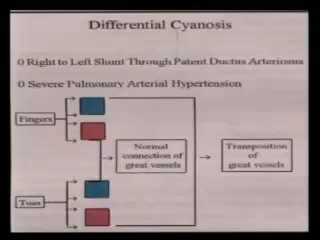 Differential Cyanosis
0 Right to Left Shunt Through Patent Ductus Arteriosus
0 Severe Pulmonary Arterial Hypertension
Fingers
Normal
connection of
great vessels
Transposition
of
great vessels
Toes